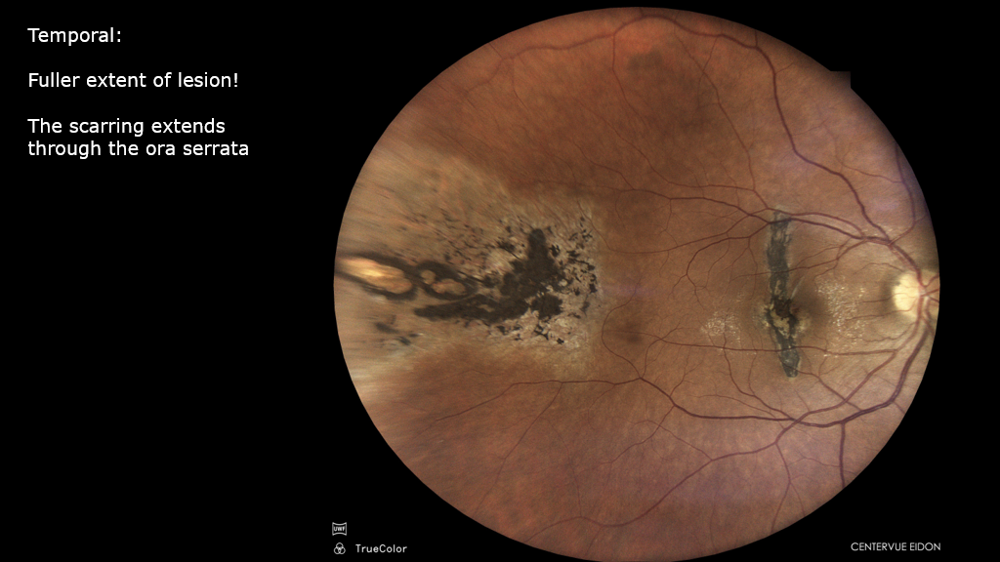 Temporal:
Fuller extent of lesion!
The scarring extends
through the ora serrata
UWF
TrueColor
CENTERVUE EIDON